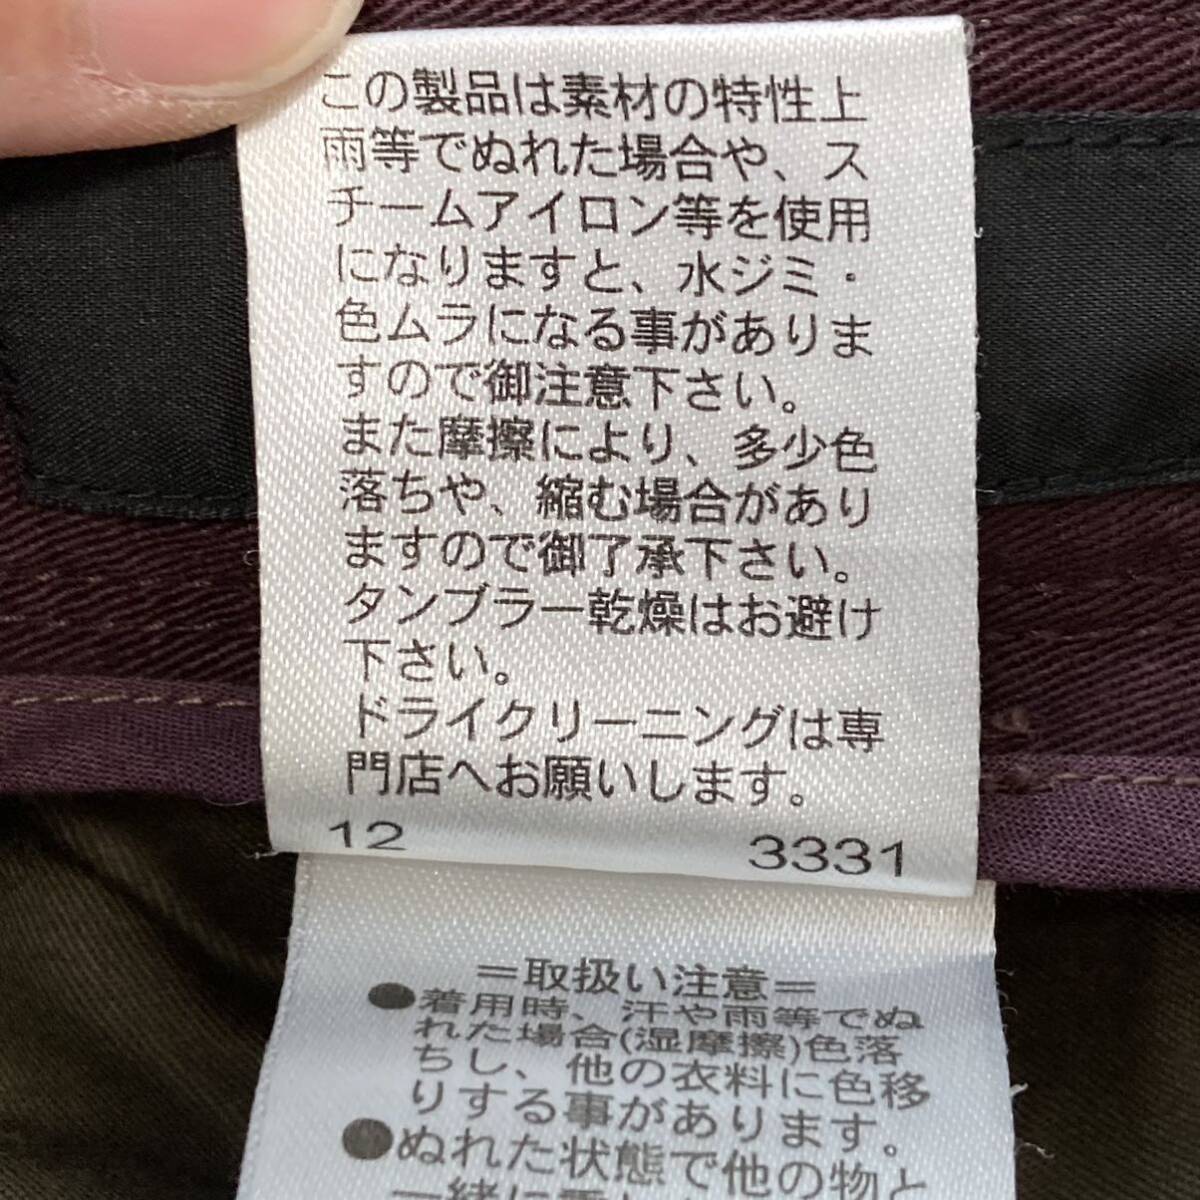 この製品は素材の特性上
雨等でぬれた場合や、ス
チームアイロン等を使用
になりますと、水ジミ・
色ムラになる事がありま
すので御注意下さい。
また摩擦により、多少色
落ちや、縮む場合があり
ますので御了承下さい。
タンブラー乾燥はお避け
下さい。
ドライクリーニングは専
門店へお願いします。
12 3331
＝取扱い注意＝
●着用時、汗や雨等でぬ
れた場合(湿摩擦)色落
ちし、他の衣料に色移
りする事があります。
●ぬれた状態で他の物と
一緒に重